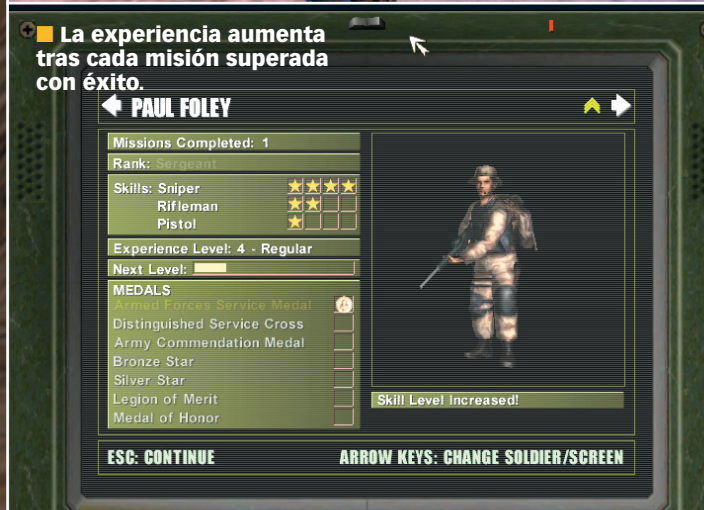 La experiencia aumenta
tras cada misión superada
con éxito.
PAUL FOLEY
Missions Completed: 1
Rank: Sergeant
Skills: Sniper
Rifleman
Pistol
Experience Level: 4 - Regular
Next Level:
MEDALS
Armed Forces Service Medal
Distinguished Service Cross
Army Commendation Medal
Bronze Star
Silver Star
Legion of Merit
Medal of Honor
Skill Level Increased!
ESC: CONTINUE
ARROW KEYS: CHANGE SOLDIER/SCREEN